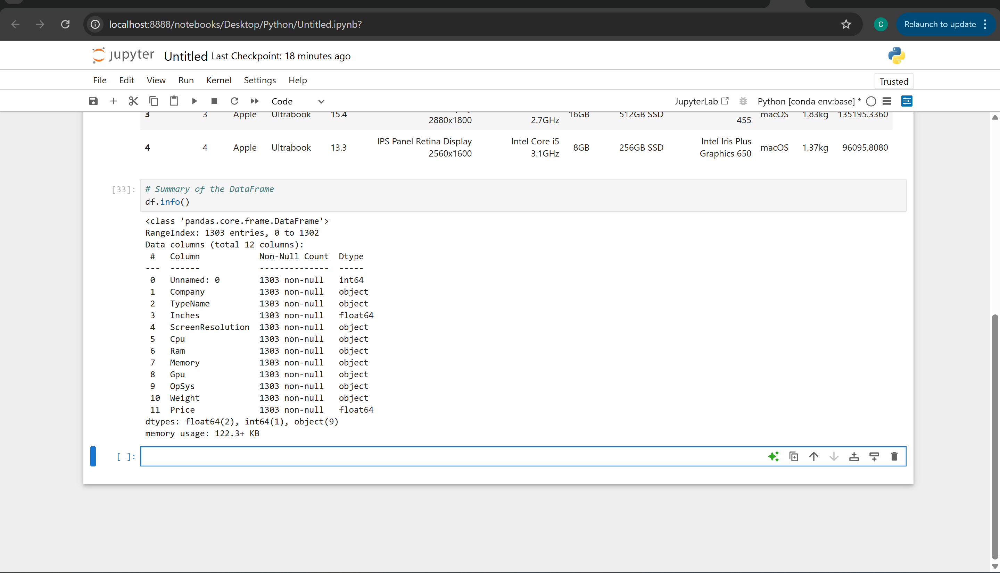 localhost:8888/notebooks/Desktop/Python/Untitled.ipynb?
C
Relaunch to update
jupyter Untitled Last Checkpoint: 18 minutes ago
File Edit View Run Kernel Settings Help
Trusted
Code
JupyterLab
Python [conda env:base] *
3 3 Apple Ultrabook 15.4 2880x1800 2.7GHz 16GB 512GB SSD 455 macOS 1.83kg 135195.3360
IPS Panel Retina Display Intel Core i5 Intel Iris Plus
4 4 Apple Ultrabook 13.3 8GB 256GB SSD macOS 1.37kg 96095.8080
2560x1600 3.1GHz Graphics 650
[33]: # Summary of the DataFrame
df.info()
<class 'pandas.core.frame.DataFrame'>
RangeIndex: 1303 entries, 0 to 1302
Data columns (total 12 columns):
 #   Column            Non-Null Count  Dtype
---  ------            --------------  -----
 0   Unnamed: 0        1303 non-null   int64
 1   Company           1303 non-null   object
 2   TypeName          1303 non-null   object
 3   Inches            1303 non-null   float64
 4   ScreenResolution  1303 non-null   object
 5   Cpu               1303 non-null   object
 6   Ram               1303 non-null   object
 7   Memory            1303 non-null   object
 8   Gpu               1303 non-null   object
 9   OpSys             1303 non-null   object
 10  Weight            1303 non-null   object
 11  Price             1303 non-null   float64
dtypes: float64(2), int64(1), object(9)
memory usage: 122.3+ KB
[ ]: